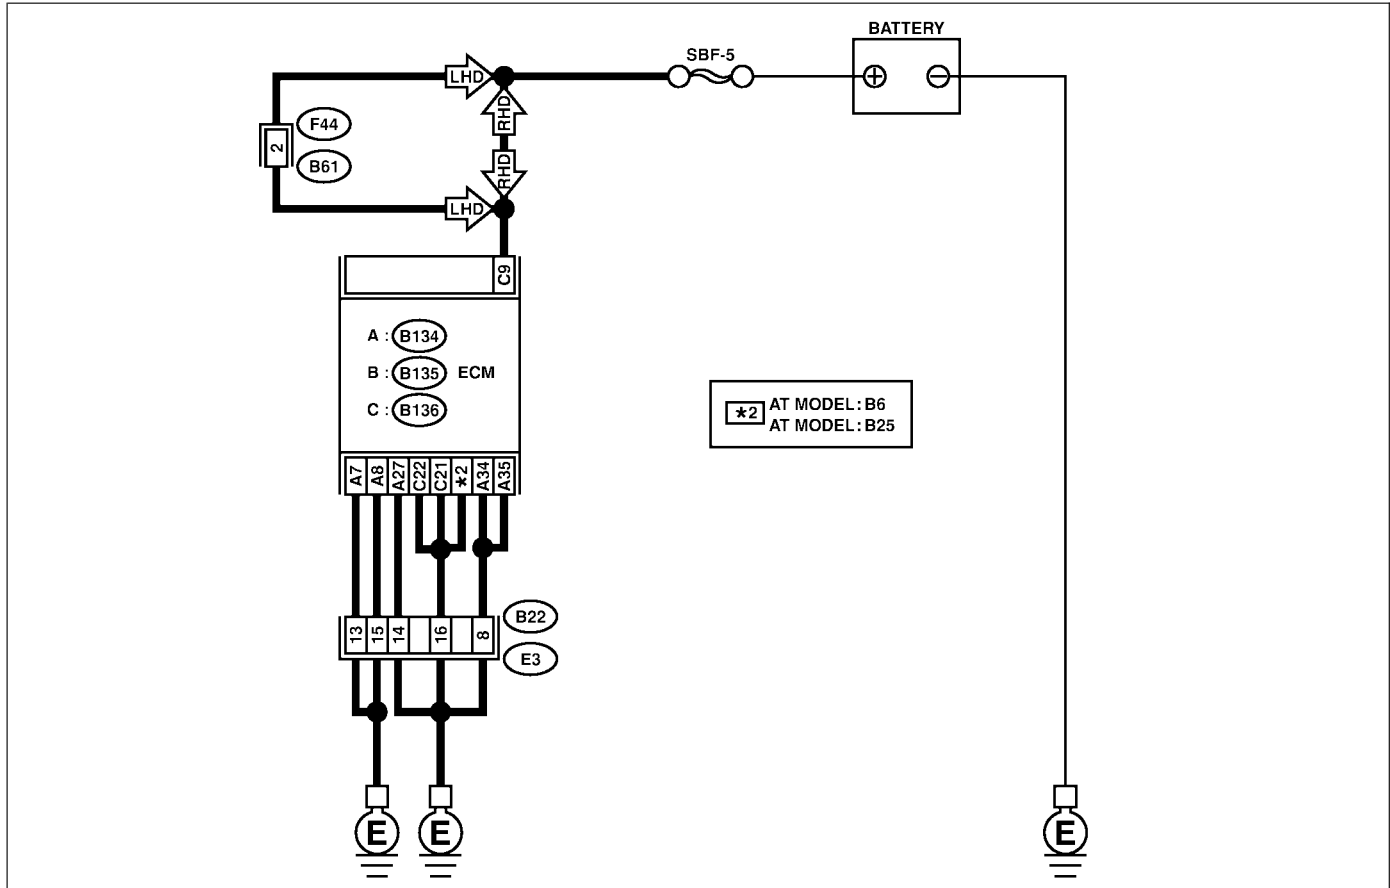 BATTERY
SBF-5
+
−
LHD
RHD
F44
2
B61
RHD
LHD
C9
A : B134
B : B135 ECM
C : B136
*2 AT MODEL: B6
AT MODEL: B25
A7 A8 A27 C22 C21 *2 A34 A35
B22
13 15 14 16 8
E3
E E E